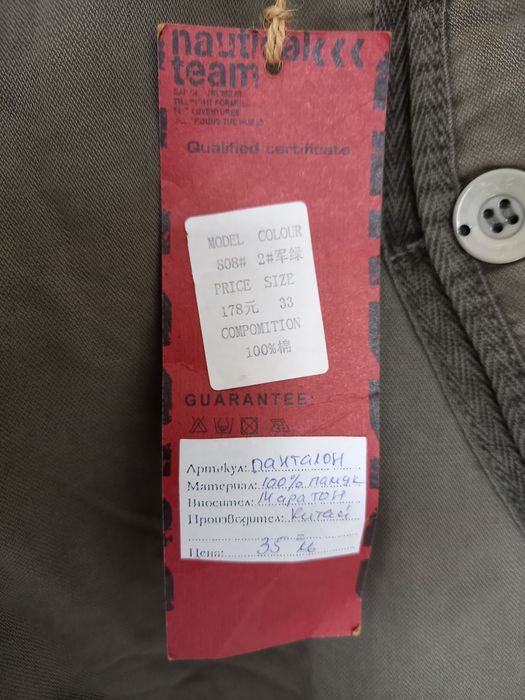 nautical
team
Qualified certificate
MODEL COLOUR
808# 2#军绿
PRICE SIZE
178元 33
COMPOMITION
100%棉
GUARANTEE:
Артикул: ПАНТАЛОН
Материал: 100% ПАМУК
Вносител: МАРАТОН
Производител: Китай
Цена: 35 лв